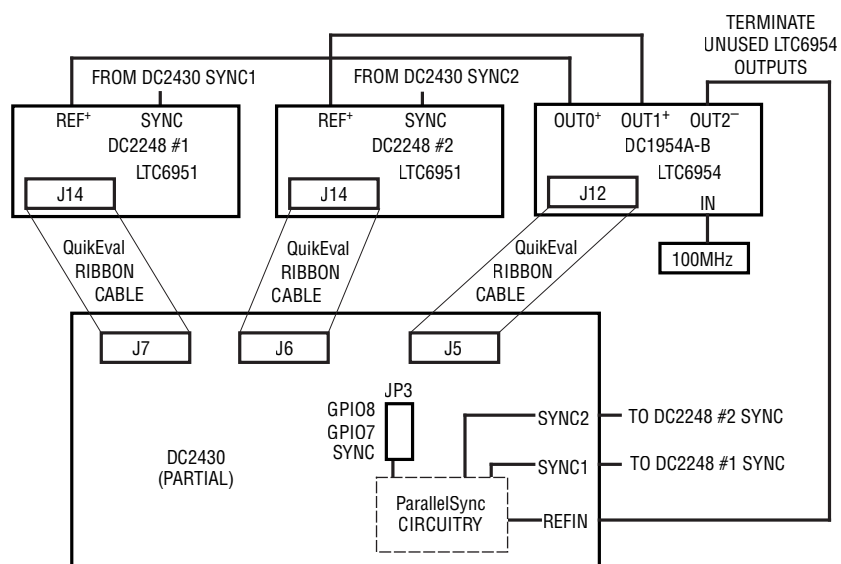 TERMINATE
UNUSED LTC6954
OUTPUTS
FROM DC2430 SYNC1
FROM DC2430 SYNC2
REF+ SYNC
DC2248 #1
LTC6951
J14
REF+ SYNC
DC2248 #2
LTC6951
J14
OUT0+ OUT1+ OUT2–
DC1954A-B
LTC6954
J12
IN
100MHz
QuikEval
RIBBON
CABLE
QuikEval
RIBBON
CABLE
QuikEval
RIBBON
CABLE
J7
J6
J5
JP3
GPIO8
GPIO7
SYNC
DC2430
(PARTIAL)
ParallelSync
CIRCUITRY
SYNC2
TO DC2248 #2 SYNC
SYNC1
TO DC2248 #1 SYNC
REFIN